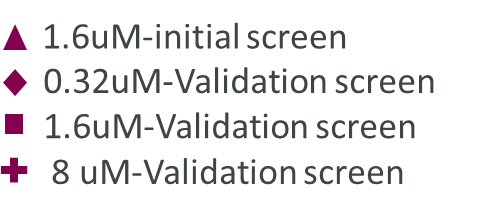 1.6uM-initial screen
0.32uM-Validation screen
1.6uM-Validation screen
8 uM-Validation screen